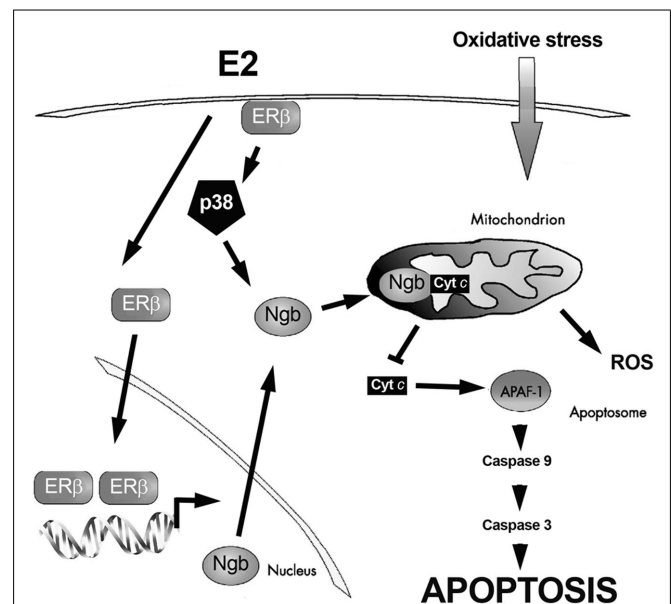 Oxidative stress
E2
ERβ
p38
Mitochondrion
Ngb
Cyt c
ERβ
Ngb
ROS
Cyt c
APAF-1
Apoptosome
Caspase 9
ERβ
ERβ
Caspase 3
Ngb
Nucleus
APOPTOSIS